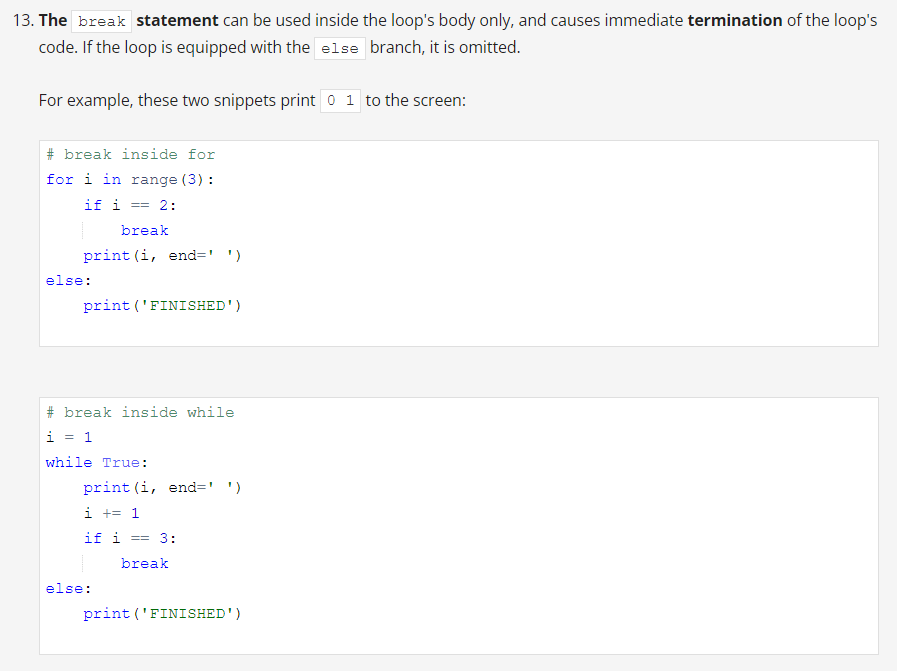 13. The break statement can be used inside the loop's body only, and causes immediate termination of the loop's
code. If the loop is equipped with the else branch, it is omitted.
For example, these two snippets print 0 1 to the screen:
# break inside for
for i in range(3):
    if i == 2:
        break
    print(i, end=' ')
else:
    print('FINISHED')
# break inside while
i = 1
while True:
    print(i, end=' ')
    i += 1
    if i == 3:
        break
else:
    print('FINISHED')